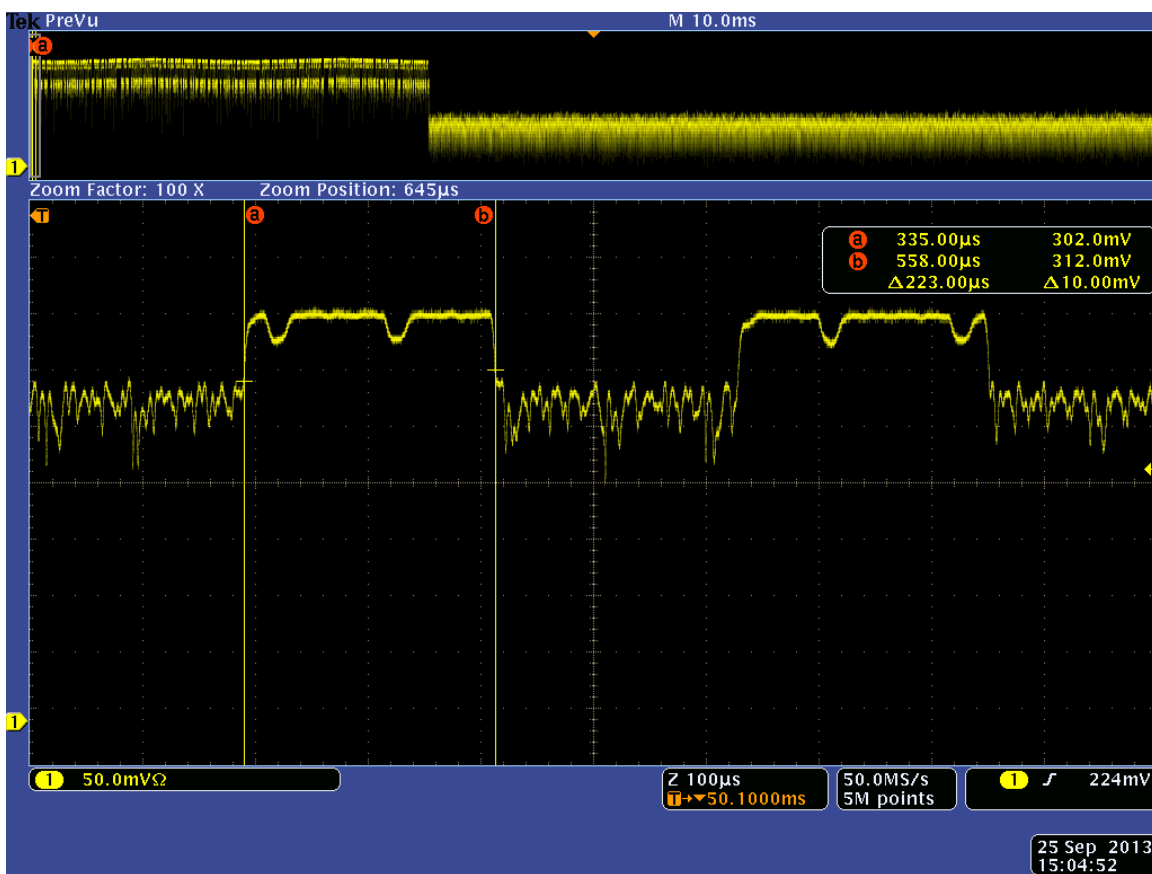 Tek PreVu M 10.0ms
a
1
Zoom Factor: 100 X Zoom Position: 645µs
T a b
a 335.00µs 302.0mV
b 558.00µs 312.0mV
Δ223.00µs Δ10.00mV
1
1 50.0mVΩ Z 100µs 50.0MS/s 1 224mV
T→▼50.1000ms 5M points
25 Sep 2013
15:04:52